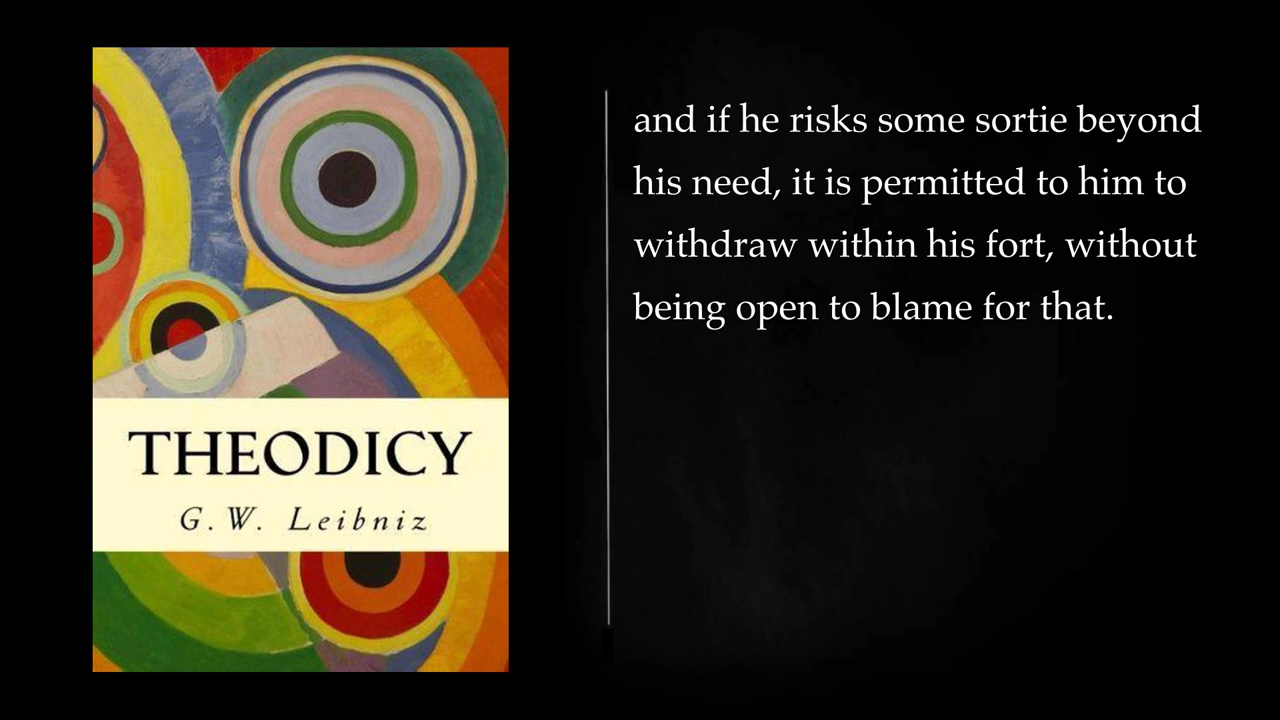 THEODICY
G. W. Leibniz
and if he risks some sortie beyond
his need, it is permitted to him to
withdraw within his fort, without
being open to blame for that.